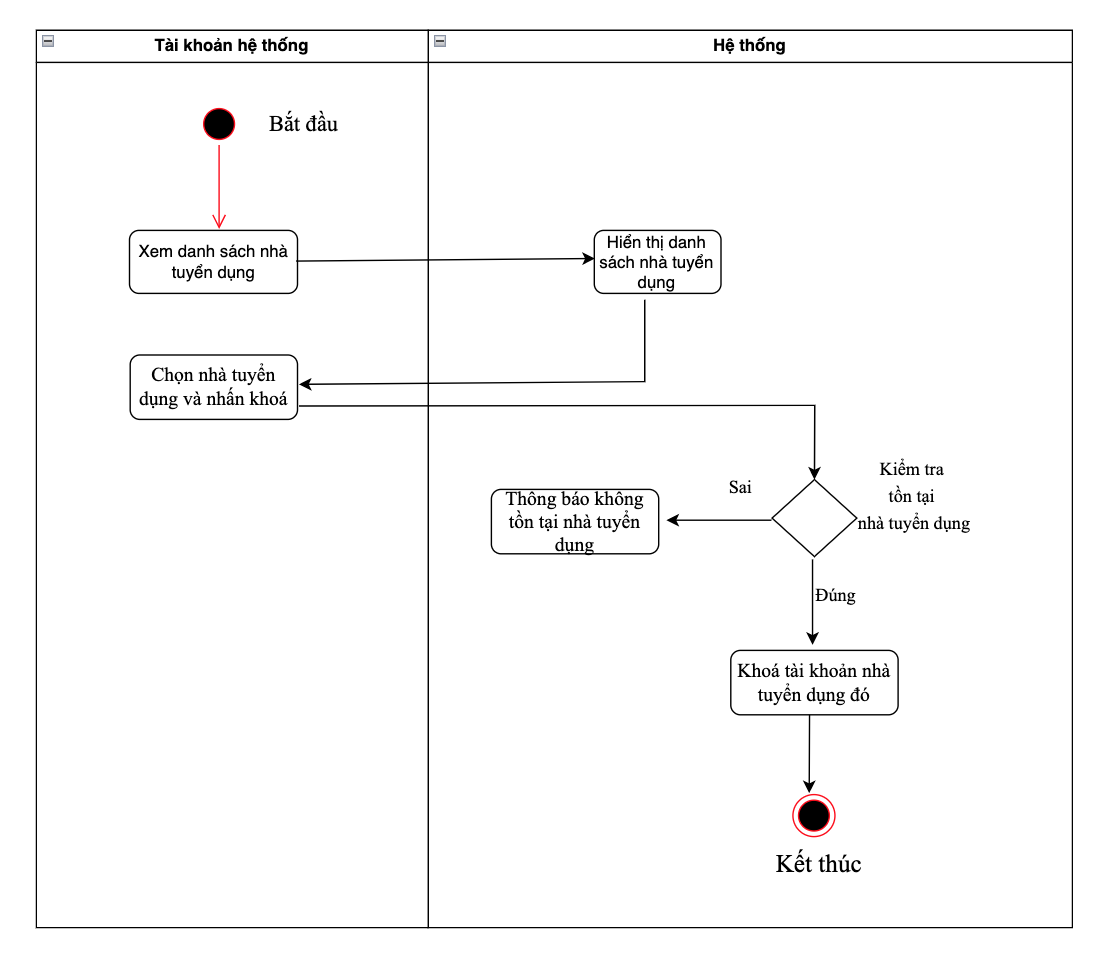 Tài khoản hệ thống
Hệ thống
Bắt đầu
Xem danh sách nhà
tuyển dụng
Hiển thị danh
sách nhà tuyển
dụng
Chọn nhà tuyển
dụng và nhấn khoá
Kiểm tra
tồn tại
nhà tuyển dụng
Sai
Thông báo không
tồn tại nhà tuyển
dụng
Đúng
Khoá tài khoản nhà
tuyển dụng đó
Kết thúc